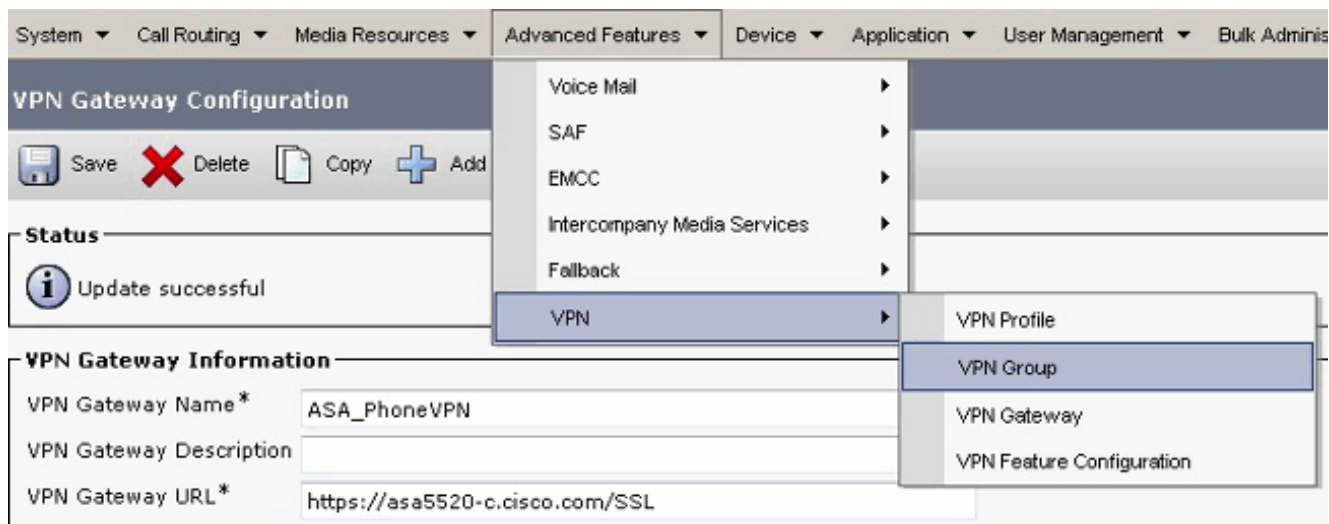 System Call Routing Media Resources Advanced Features Device Application User Management Bulk Adminis
VPN Gateway Configuration
Save Delete Copy Add
Voice Mail
SAF
EMCC
Intercompany Media Services
Fallback
VPN
VPN Profile
VPN Group
VPN Gateway
VPN Feature Configuration
Status
Update successful
VPN Gateway Information
VPN Gateway Name* ASA_PhoneVPN
VPN Gateway Description
VPN Gateway URL* https://asa5520-c.cisco.com/SSL